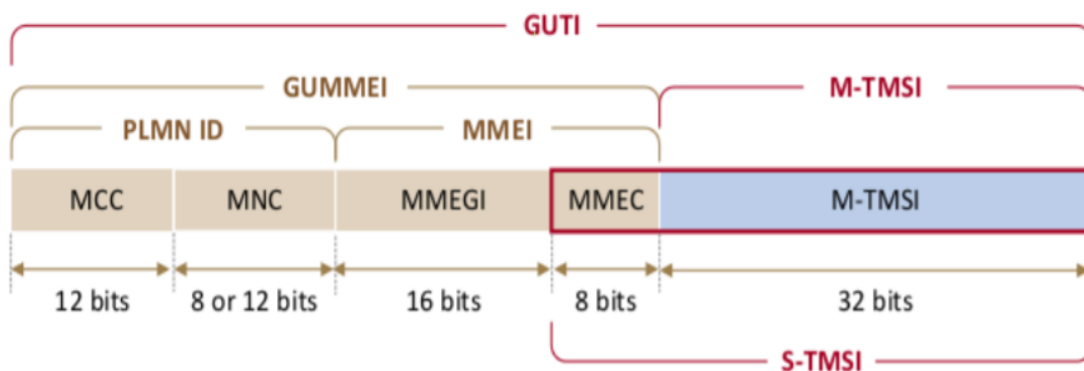 GUTI
GUMMEI M-TMSI
PLMN ID MMEI
MCC MNC MMEGI MMEC M-TMSI
12 bits 8 or 12 bits 16 bits 8 bits 32 bits
S-TMSI